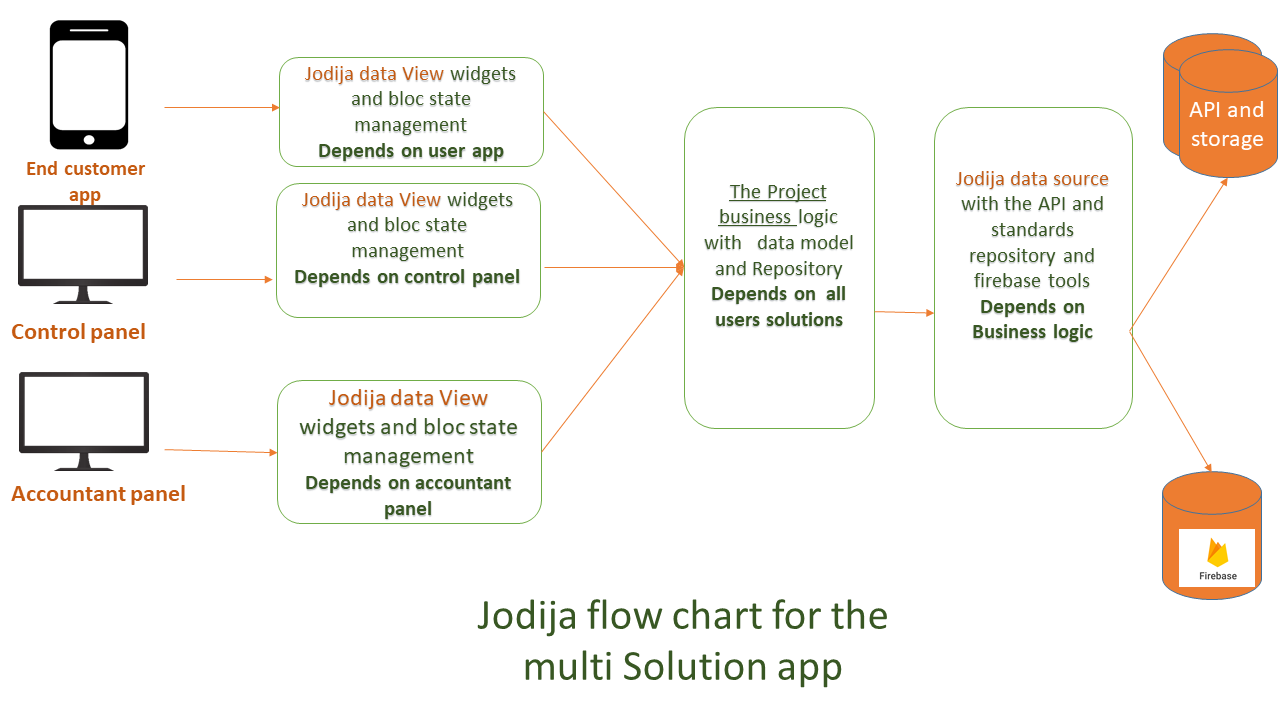 End customer
app
Control panel
Accountant panel
Jodija data View widgets
and bloc state
management
Depends on user app
Jodija data View widgets
and bloc state
management
Depends on control panel
Jodija data View
widgets and bloc state
management
Depends on accountant
panel
The Project
business logic
with data model
and Repository
Depends on all
users solutions
Jodija data source
with the API and
standards
repository and
firebase tools
Depends on
Business logic
API and
storage
Firebase
Jodija flow chart for the
multi Solution app